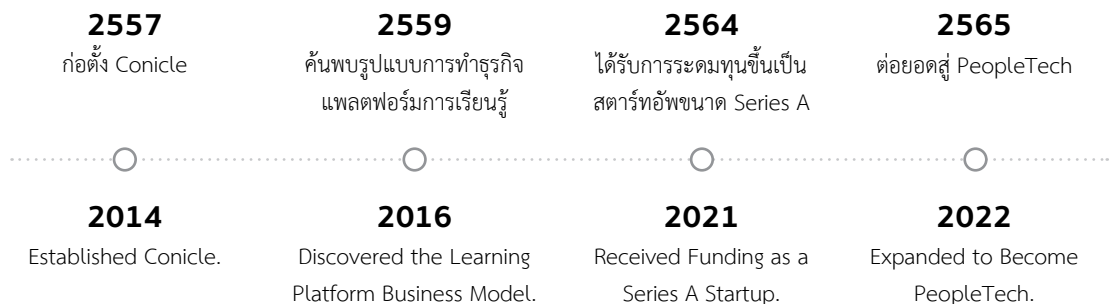 2557
ก่อตั้ง Conicle
2559
ค้นพบรูปแบบการทำธุรกิจ
แพลตฟอร์มการเรียนรู้
2564
ได้รับการระดมทุนขึ้นเป็น
สตาร์ทอัพขนาด Series A
2565
ต่อยอดสู่ PeopleTech
2014
Established Conicle.
2016
Discovered the Learning
Platform Business Model.
2021
Received Funding as a
Series A Startup.
2022
Expanded to Become
PeopleTech.